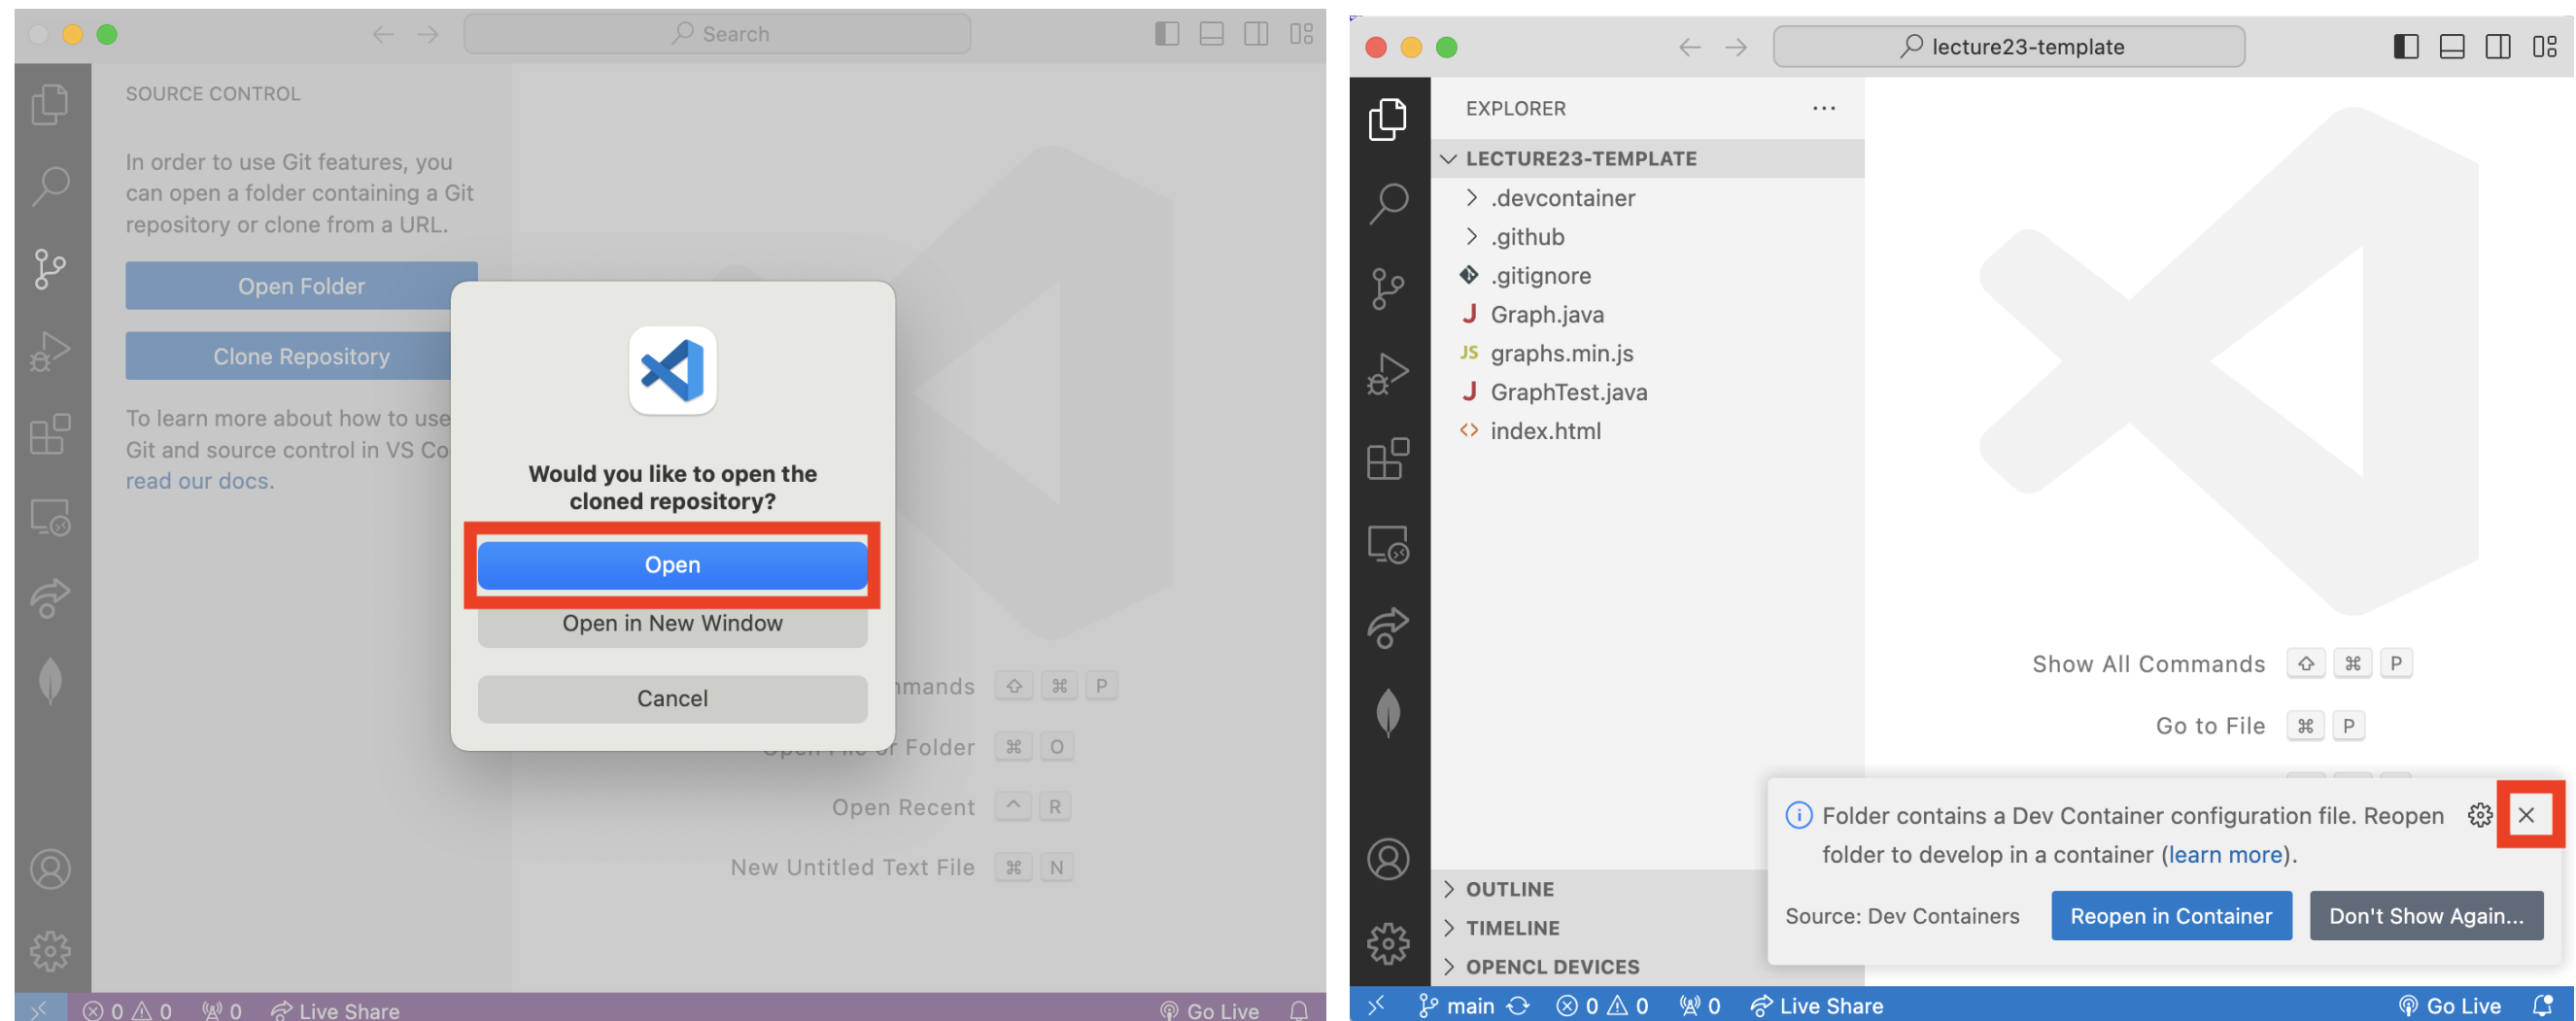 Search
SOURCE CONTROL
In order to use Git features, you
can open a folder containing a Git
repository or clone from a URL.
Open Folder
Clone Repository
To learn more about how to use
Git and source control in VS Co
read our docs.
Would you like to open the
cloned repository?
Open
Open in New Window
Cancel
mmands ⇧ ⌘ P
Open File or Folder ⌘ O
Open Recent ^ R
New Untitled Text File ⌘ N
0 0 0 Live Share Go Live
lecture23-template
EXPLORER ...
LECTURE23-TEMPLATE
.devcontainer
.github
.gitignore
J Graph.java
JS graphs.min.js
J GraphTest.java
<> index.html
Show All Commands ⇧ ⌘ P
Go to File ⌘ P
Folder contains a Dev Container configuration file. Reopen
folder to develop in a container (learn more).
Source: Dev Containers Reopen in Container Don't Show Again...
OUTLINE
TIMELINE
OPENCL DEVICES
main 0 0 0 Live Share Go Live